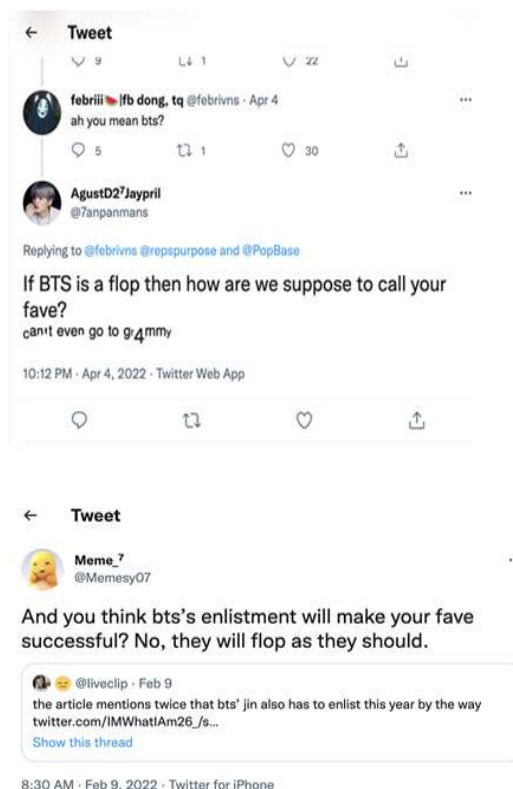 Tweet
9 1 22
febriii🍉|fb dong, tq @febrivns · Apr 4
ah you mean bts?
5 1 30
AgustD2⁷Jaypril
@7anpanmans
Replying to @febrivns @repspurpose and @PopBase
If BTS is a flop then how are we suppose to call your
fave?
can't even go to gr4mmy
10:12 PM · Apr 4, 2022 · Twitter Web App
Tweet
Meme_⁷
@Memesy07
And you think bts's enlistment will make your fave
successful? No, they will flop as they should.
@liveclip · Feb 9
the article mentions twice that bts' jin also has to enlist this year by the way
twitter.com/IMWhatIAm26_/s...
Show this thread
8:30 AM · Feb 9, 2022 · Twitter for iPhone